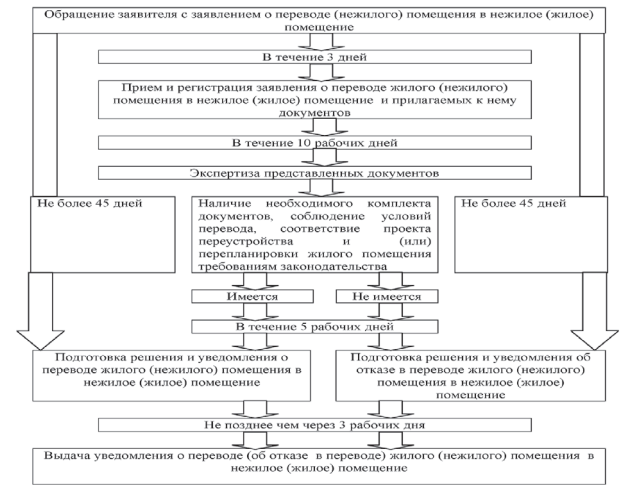 Обращение заявителя с заявлением о переводе (нежилого) помещения в нежилое (жилое)
помещение
В течение 3 дней
Прием и регистрация заявления о переводе жилого (нежилого)
помещения в нежилое (жилое) помещение и прилагаемых к нему
документов
В течение 10 рабочих дней
Экспертиза представленных документов
Не более 45 дней
Наличие необходимого комплекта
документов, соблюдение условий
перевода, соответствие проекта
переустройства и (или)
перепланировки жилого помещения
требованиям законодательства
Не более 45 дней
Имеется
Не имеется
В течение 5 рабочих дней
Подготовка решения и уведомления о
переводе жилого (нежилого) помещения в
нежилое (жилое) помещение
Подготовка решения и уведомления об
отказе в переводе жилого (нежилого)
помещения в нежилое (жилое)
помещение
Не позднее чем через 3 рабочих дня
Выдача уведомления о переводе (об отказе в переводе) жилого (нежилого) помещения в
нежилое (жилое) помещение